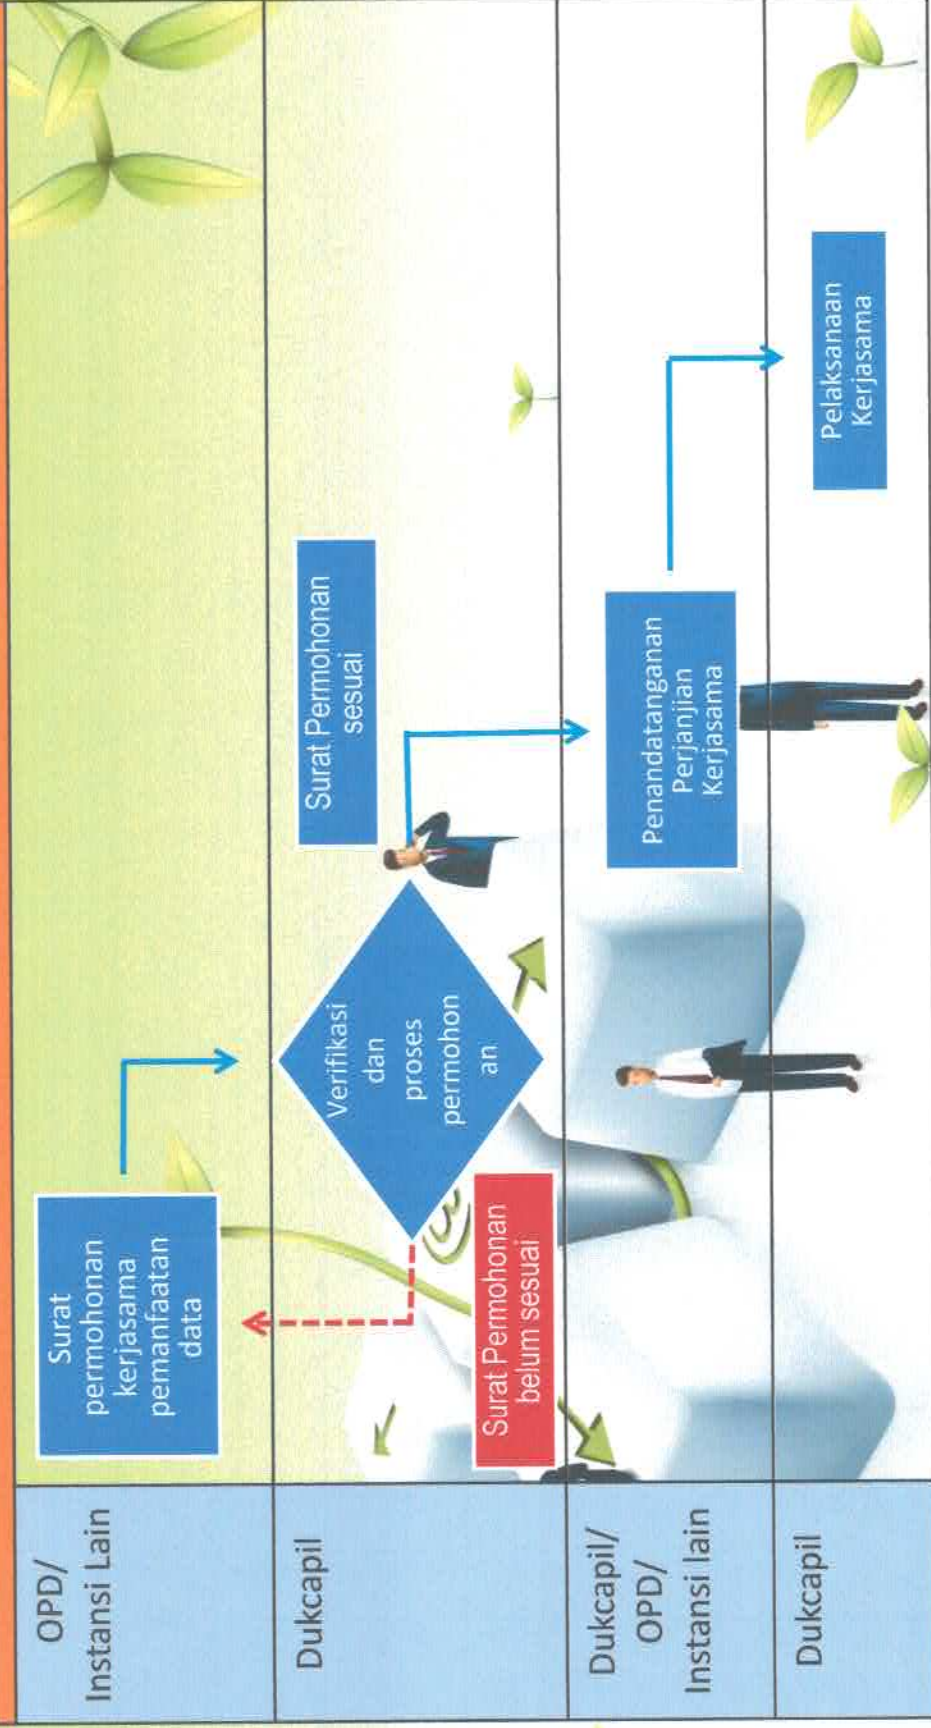 OPD/
Instansi Lain
Surat
permohonan
kerjasama
pemanfaatan
data
Dukcapil
Verifikasi
dan
proses
permohon
an
Surat Permohonan
sesuai
Surat Permohonan
belum sesuai
Dukcapil/
OPD/
Instansi lain
Penandatanganan
Perjanjian
Kerjasama
Dukcapil
Pelaksanaan
Kerjasama